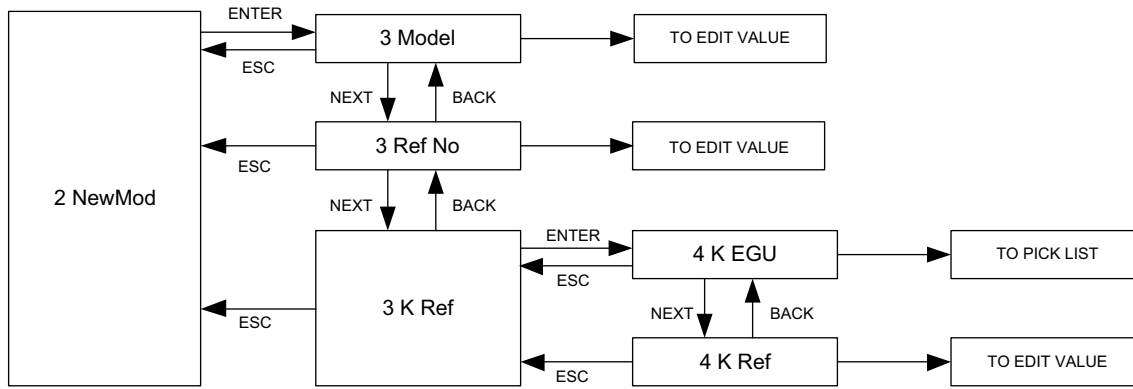 ENTER
3 Model
TO EDIT VALUE
ESC
NEXT
BACK
3 Ref No
TO EDIT VALUE
ESC
2 NewMod
NEXT
BACK
ENTER
4 K EGU
TO PICK LIST
ESC
3 K Ref
ESC
NEXT
BACK
4 K Ref
TO EDIT VALUE
ESC